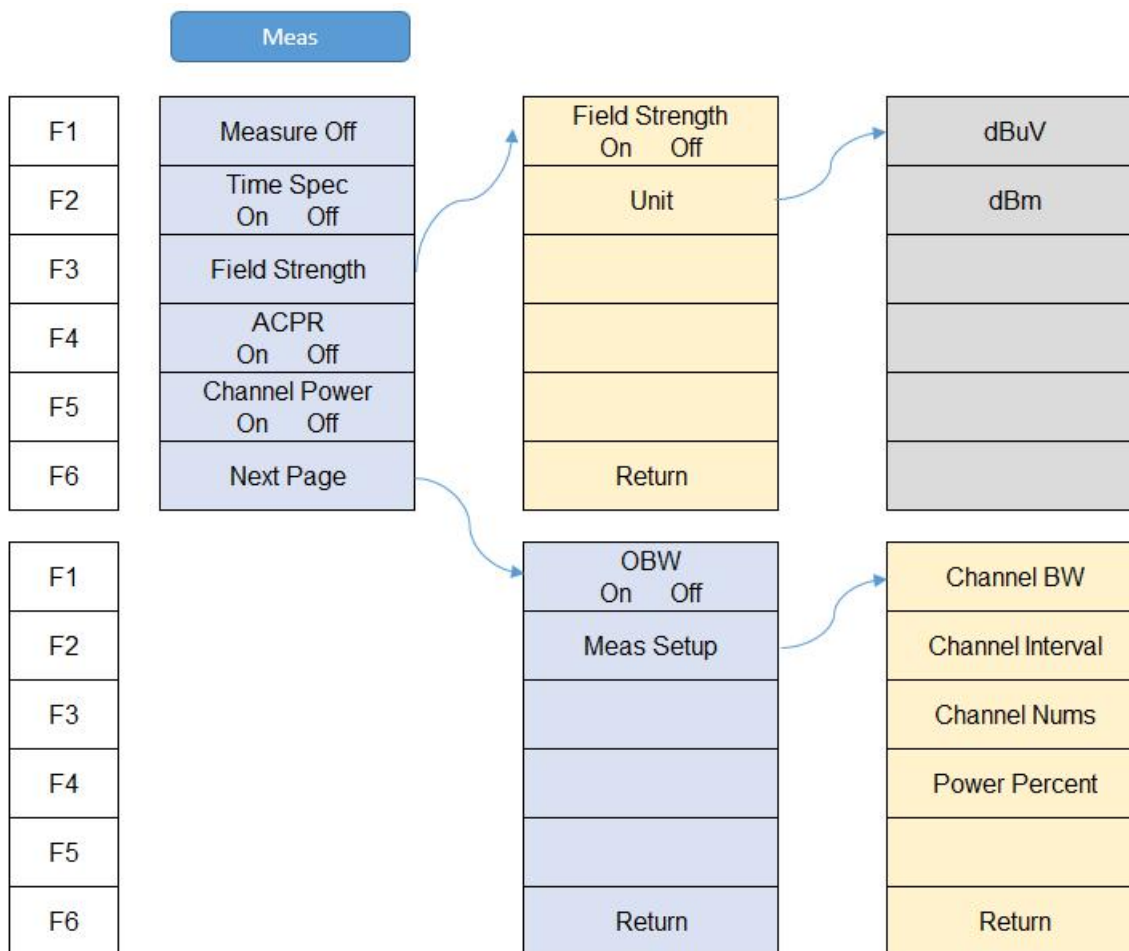 Meas
F1
Measure Off
Field Strength
On Off
dBuV
F2
Time Spec
On Off
Unit
dBm
F3
Field Strength
F4
ACPR
On Off
F5
Channel Power
On Off
F6
Next Page
Return
F1
OBW
On Off
Channel BW
F2
Meas Setup
Channel Interval
F3
Channel Nums
F4
Power Percent
F5
F6
Return
Return